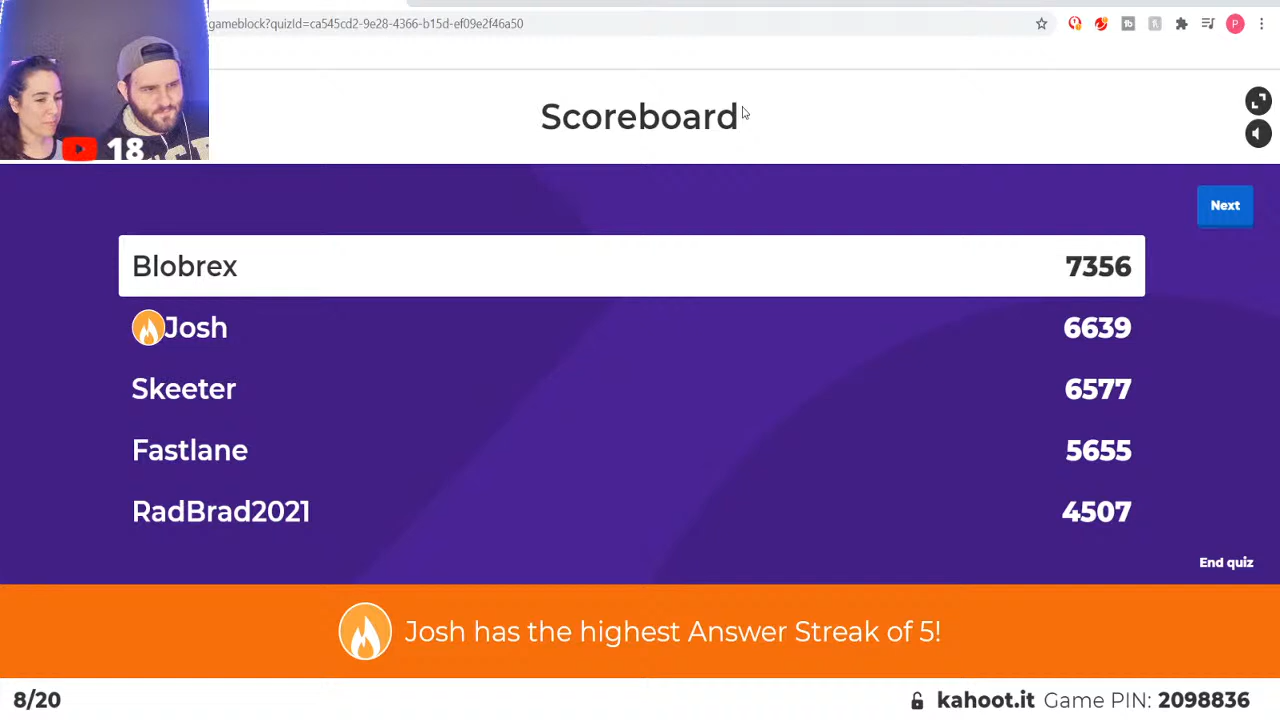 gameblock?quizId=ca545cd2-9e28-4366-b15d-ef09e2f46a50
P
18
Scoreboard
Next
Blobrex 7356
Josh 6639
Skeeter 6577
Fastlane 5655
RadBrad2021 4507
End quiz
Josh has the highest Answer Streak of 5!
8/20
kahoot.it Game PIN: 2098836